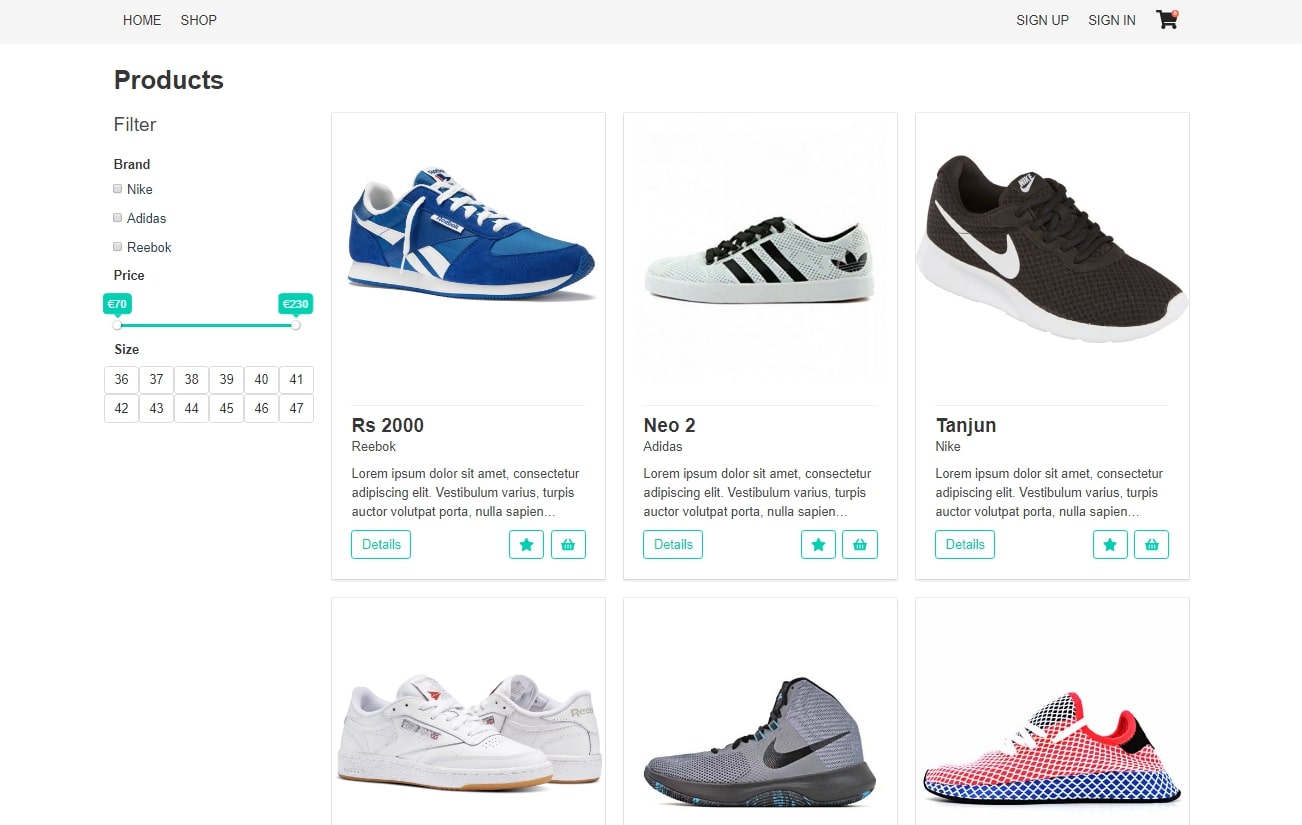 HOME SHOP SIGN UP SIGN IN
Products
Filter
Brand
Nike
Adidas
Reebok
Price
€70 €230
Size
36 37 38 39 40 41
42 43 44 45 46 47
Reebok
Rs 2000
Reebok
Lorem ipsum dolor sit amet, consectetur
adipiscing elit. Vestibulum varius, turpis
auctor volutpat porta, nulla sapien…
Details
Neo 2
Adidas
Lorem ipsum dolor sit amet, consectetur
adipiscing elit. Vestibulum varius, turpis
auctor volutpat porta, nulla sapien…
Details
NIKE
Tanjun
Nike
Lorem ipsum dolor sit amet, consectetur
adipiscing elit. Vestibulum varius, turpis
auctor volutpat porta, nulla sapien…
Details